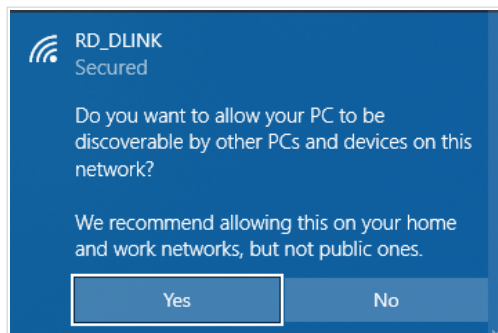 RD_DLINK
Secured
Do you want to allow your PC to be
discoverable by other PCs and devices on this
network?
We recommend allowing this on your home
and work networks, but not public ones.
Yes
No